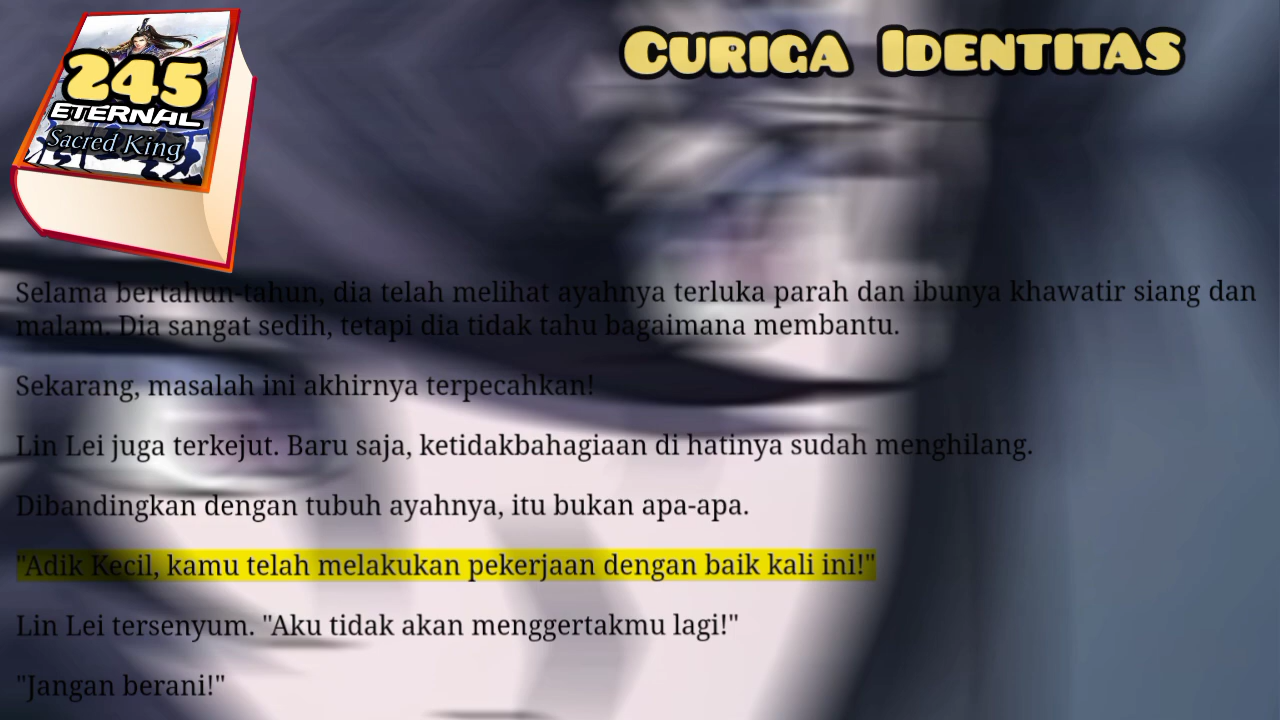 245
ETERNAL
Sacred King
CURIGA IDENTITAS
Selama bertahun-tahun, dia telah melihat ayahnya terluka parah dan ibunya khawatir siang dan
malam. Dia sangat sedih, tetapi dia tidak tahu bagaimana membantu.
Sekarang, masalah ini akhirnya terpecahkan!
Lin Lei juga terkejut. Baru saja, ketidakbahagiaan di hatinya sudah menghilang.
Dibandingkan dengan tubuh ayahnya, itu bukan apa-apa.
"Adik Kecil, kamu telah melakukan pekerjaan dengan baik kali ini!"
Lin Lei tersenyum. "Aku tidak akan menggertakmu lagi!"
"Jangan berani!"